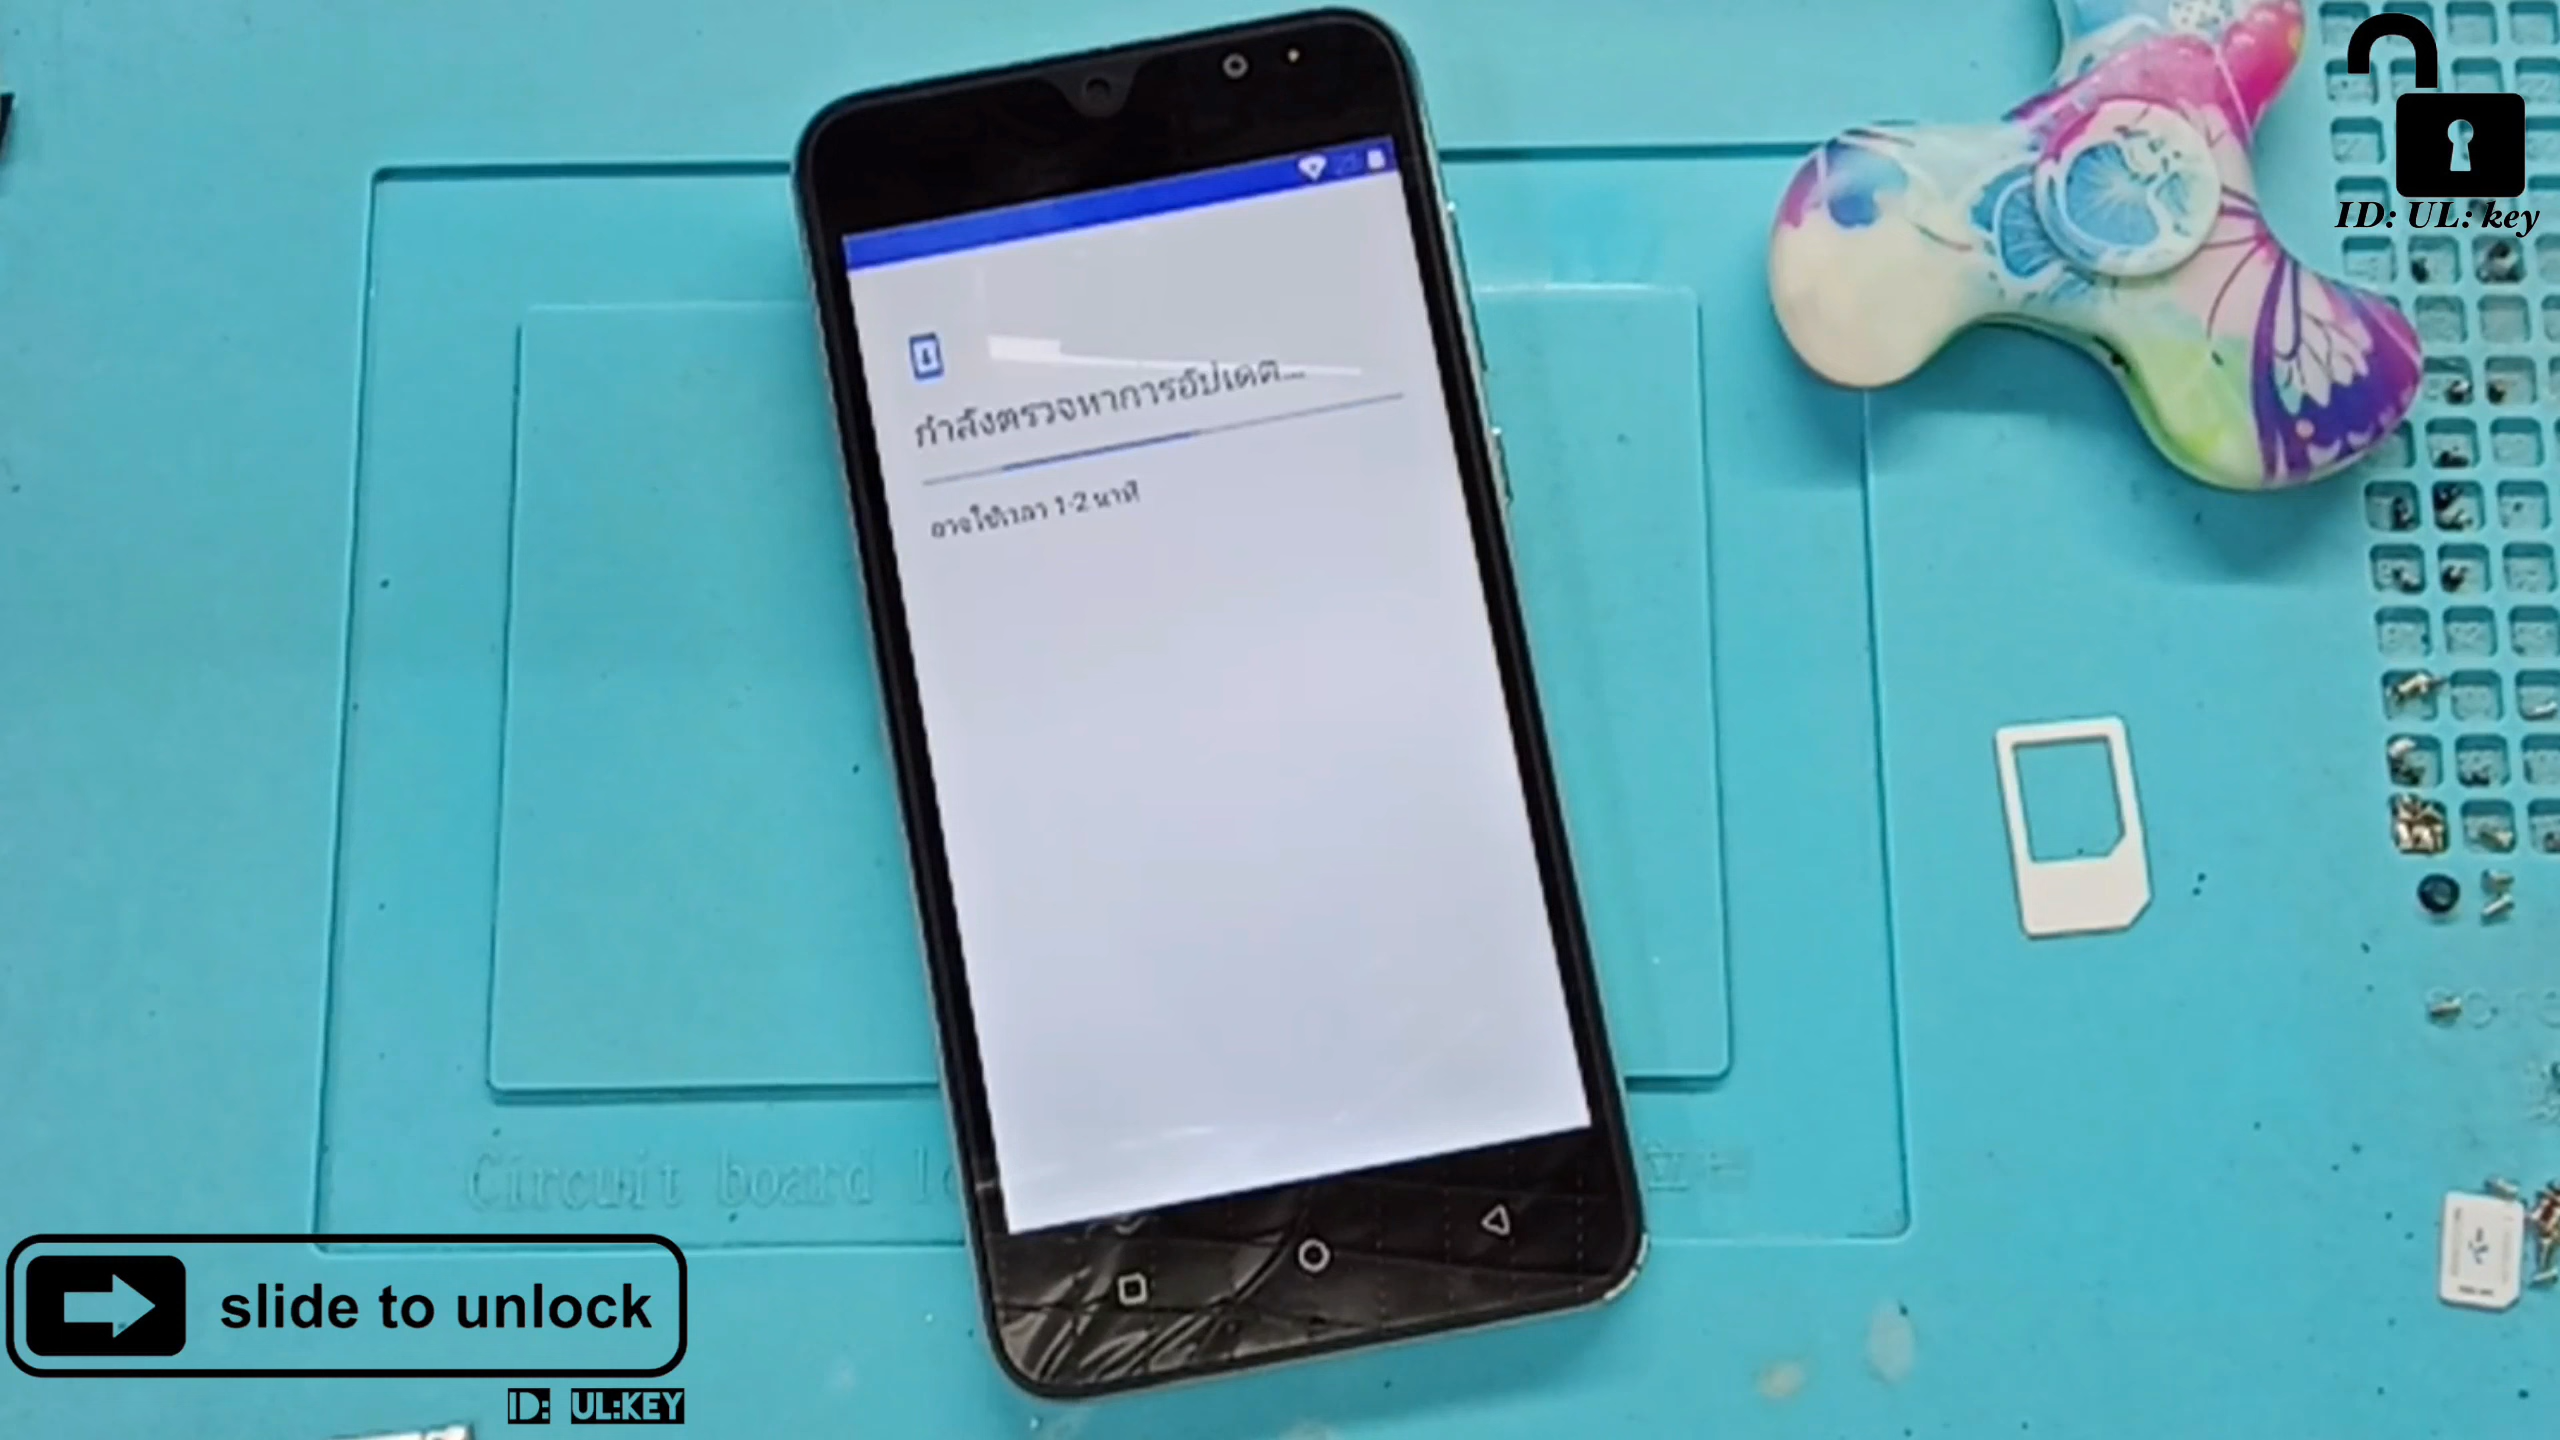 ID: UL: key
กำลังตรวจหาการอัปเดต...
อาจใช้เวลา 1-2 นาที
Circuit board
slide to unlock
ID: UL:KEY